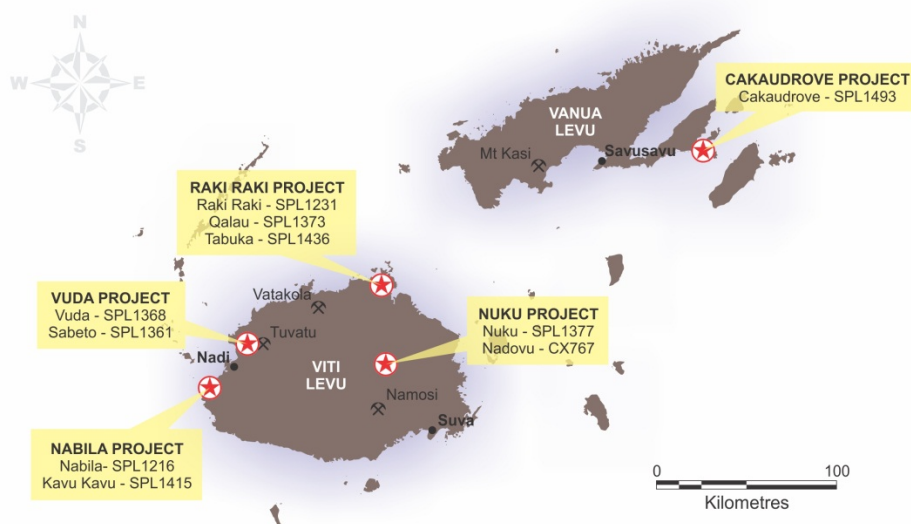 N
W E
S
CAKAUDROVE PROJECT
Cakaudrove - SPL1493
VANUA
LEVU
Mt Kasi
Savusavu
RAKI RAKI PROJECT
Raki Raki - SPL1231
Qalau - SPL1373
Tabuka - SPL1436
VUDA PROJECT
Vuda - SPL1368
Sabeto - SPL1361
Vatakola
Tuvatu
Nadi
VITI
LEVU
NUKU PROJECT
Nuku - SPL1377
Nadovu - CX767
Namosi
Suva
NABILA PROJECT
Nabila- SPL1216
Kavu Kavu - SPL1415
0 100
Kilometres